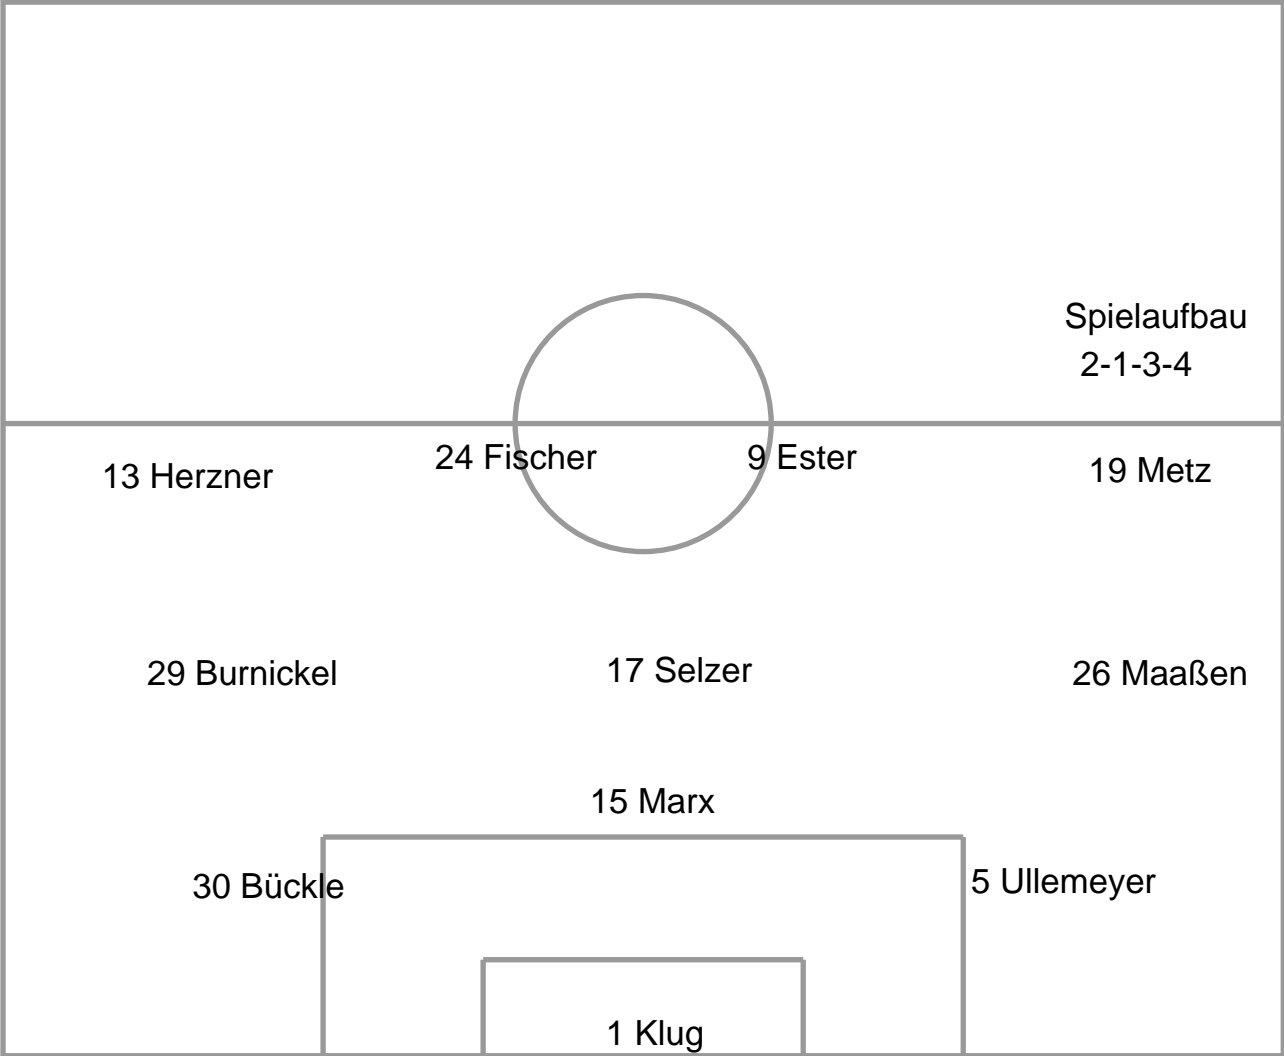 Spielaufbau
2-1-3-4
13 Herzner
24 Fischer
9 Ester
19 Metz
29 Burnickel
17 Selzer
26 Maaßen
15 Marx
30 Bückle
5 Ullemeyer
1 Klug